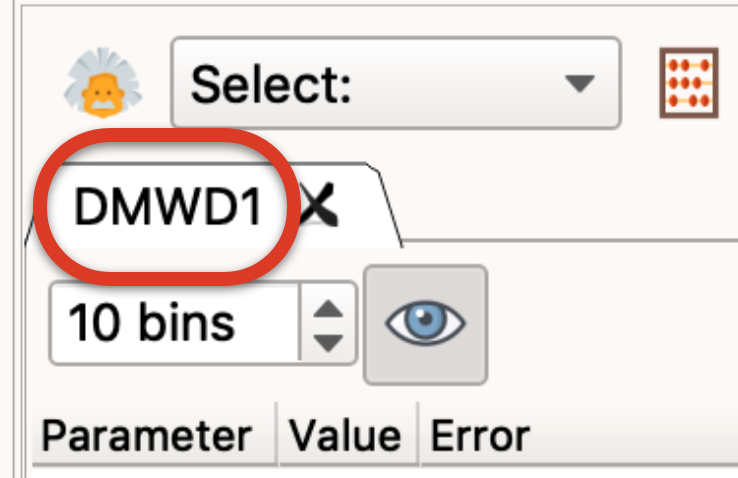 Select:
DMWD1
10 bins
Parameter Value Error